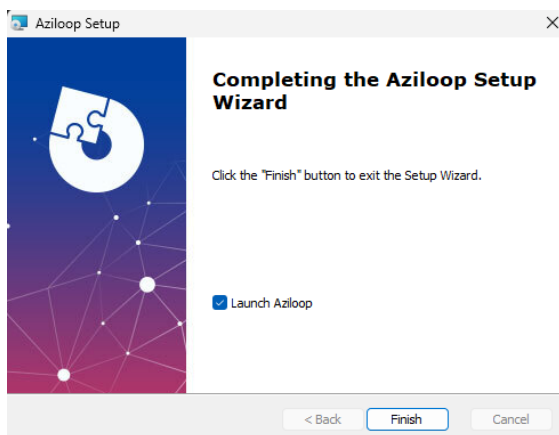 Aziloop Setup
Completing the Aziloop Setup
Wizard
Click the "Finish" button to exit the Setup Wizard.
Launch Aziloop
< Back
Finish
Cancel